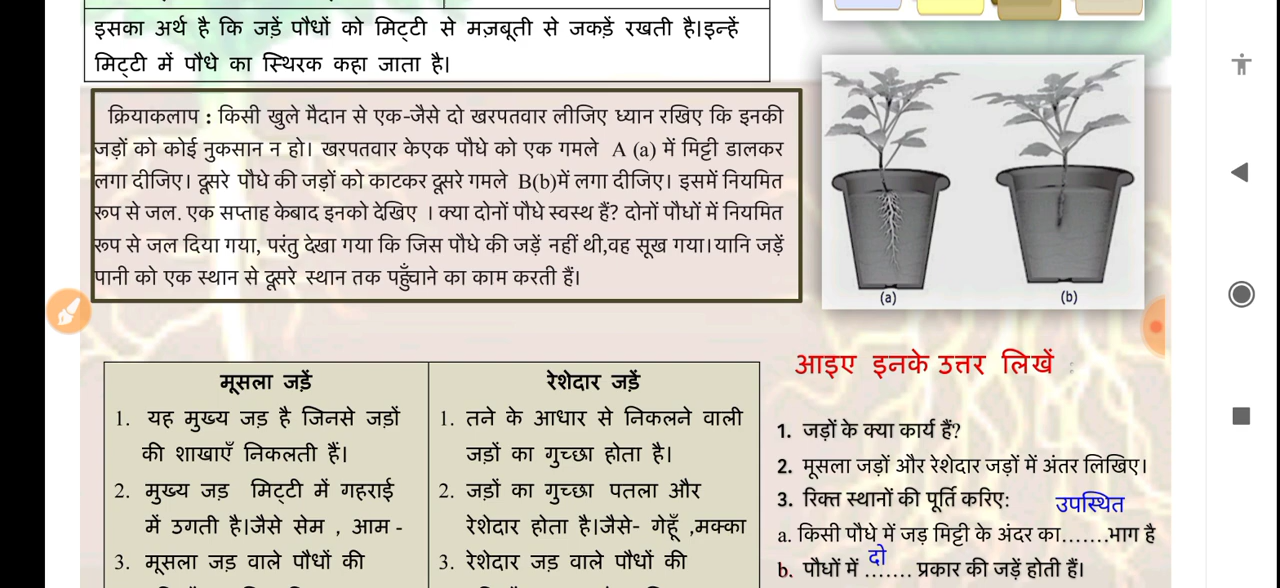 इसका अर्थ है कि जड़ें पौधों को मिट्टी से मज़बूती से जकड़ें रखती है।इन्हें
मिट्टी में पौधे का स्थिरक कहा जाता है।
क्रियाकलाप : किसी खुले मैदान से एक-जैसे दो खरपतवार लीजिए ध्यान रखिए कि इनकी
जड़ों को कोई नुकसान न हो। खरपतवार केएक पौधे को एक गमले A (a) में मिट्टी डालकर
लगा दीजिए। दूसरे पौधे की जड़ों को काटकर दूसरे गमले B(b)में लगा दीजिए। इसमें नियमित
रूप से जल. एक सप्ताह केबाद इनको देखिए । क्या दोनों पौधे स्वस्थ हैं? दोनों पौधों में नियमित
रूप से जल दिया गया, परंतु देखा गया कि जिस पौधे की जड़ें नहीं थी,वह सूख गया।यानि जड़ें
पानी को एक स्थान से दूसरे स्थान तक पहुँचाने का काम करती हैं।
(a)
(b)
मूसला जड़ें
1. यह मुख्य जड़ है जिनसे जड़ों
की शाखाएँ निकलती हैं।
2. मुख्य जड़ मिट्टी में गहराई
में उगती है।जैसे सेम , आम -
3. मूसला जड़ वाले पौधों की
रेशेदार जड़ें
1. तने के आधार से निकलने वाली
जड़ों का गुच्छा होता है।
2. जड़ों का गुच्छा पतला और
रेशेदार होता है।जैसे- गेहूँ ,मक्का
3. रेशेदार जड़ वाले पौधों की
आइए इनके उत्तर लिखें :
1. जड़ों के क्या कार्य हैं?
2. मूसला जड़ों और रेशेदार जड़ों में अंतर लिखिए।
3. रिक्त स्थानों की पूर्ति करिए:
उपस्थित
a. किसी पौधे में जड़ मिट्टी के अंदर का.......भाग है
दो
b. पौधों में ....... प्रकार की जड़ें होती हैं।